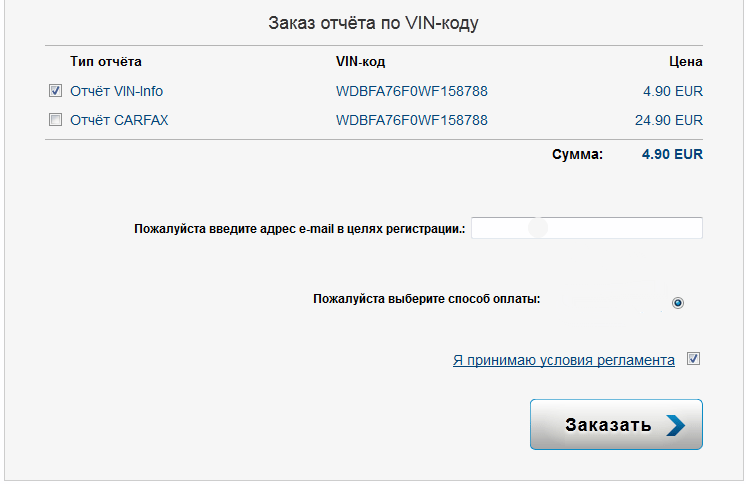 Заказ отчёта по VIN-коду
Тип отчёта VIN-код Цена
Отчёт VIN-Info WDBFA76F0WF158788 4.90 EUR
Отчёт CARFAX WDBFA76F0WF158788 24.90 EUR
Сумма: 4.90 EUR
Пожалуйста введите адрес e-mail в целях регистрации.:
Пожалуйста выберите способ оплаты:
Я принимаю условия регламента
Заказать